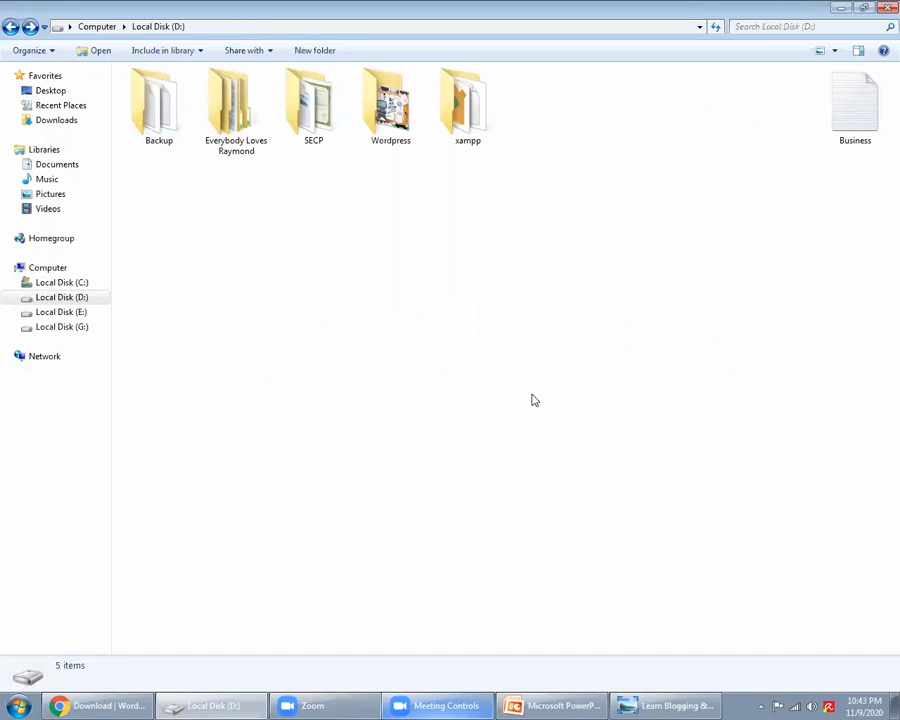 Computer
Local Disk (D:)
Search Local Disk (D:)
Organize
Open
Include in library
Share with
New folder
Favorites
Desktop
Recent Places
Downloads
Libraries
Documents
Music
Pictures
Videos
Homegroup
Computer
Local Disk (C:)
Local Disk (D:)
Local Disk (E:)
Local Disk (G:)
Network
Backup
Everybody Loves
Raymond
SECP
Wordpress
xampp
Business
5 items
Download | Word...
Local Disk (D:)
Zoom
Meeting Controls
Microsoft PowerP...
Learn Blogging &...
10:43 PM
11/9/2020